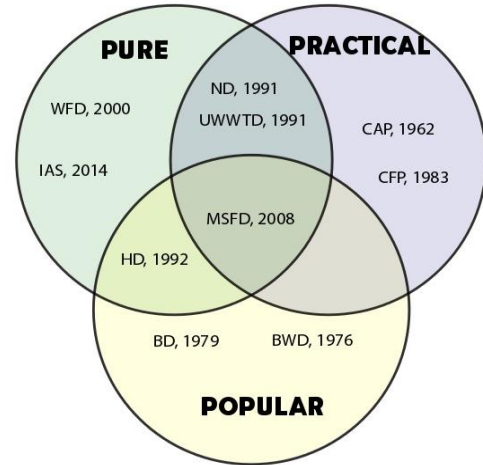 PURE
PRACTICAL
ND, 1991
WFD, 2000
UWWTD, 1991
CAP, 1962
IAS, 2014
CFP, 1983
MSFD, 2008
HD, 1992
BD, 1979
BWD, 1976
POPULAR